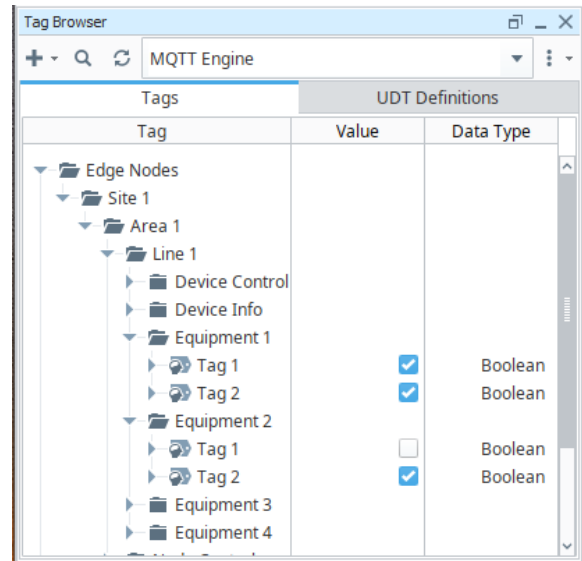 Tag Browser
MQTT Engine
Tags UDT Definitions
Tag Value Data Type
Edge Nodes
Site 1
Area 1
Line 1
Device Control
Device Info
Equipment 1
Tag 1 Boolean
Tag 2 Boolean
Equipment 2
Tag 1 Boolean
Tag 2 Boolean
Equipment 3
Equipment 4